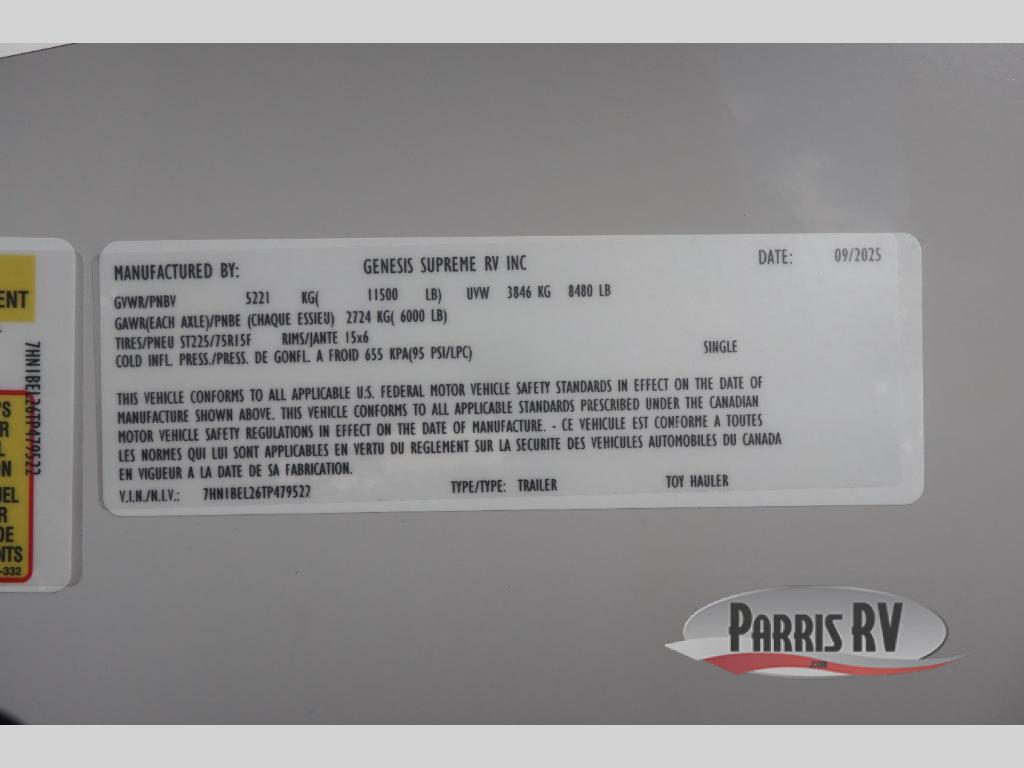 MANUFACTURED BY: GENESIS SUPREME RV INC DATE: 09/2025
GVWR/PNBV 5221 KG( 11500 LB) UVW 3846 KG 8480 LB
GAWR(EACH AXLE)/PNBE (CHAQUE ESSIEU) 2724 KG( 6000 LB)
TIRES/PNEU ST225/75R15F RIMS/JANTE 15x6
COLD INFL. PRESS./PRESS. DE GONFL. A FROID 655 KPA(95 PSI/LPC) SINGLE
THIS VEHICLE CONFORMS TO ALL APPLICABLE U.S. FEDERAL MOTOR VEHICLE SAFETY STANDARDS IN EFFECT ON THE DATE OF
MANUFACTURE SHOWN ABOVE. THIS VEHICLE CONFORMS TO ALL APPLICABLE STANDARDS PRESCRIBED UNDER THE CANADIAN
MOTOR VEHICLE SAFETY REGULATIONS IN EFFECT ON THE DATE OF MANUFACTURE. - CE VEHICULE EST CONFORME A TOUTES
LES NORMES QUI LUI SONT APPLICABLES EN VERTU DU REGLEMENT SUR LA SECURITE DES VEHICULES AUTOMOBILES DU CANADA
EN VIGUEUR A LA DATE DE SA FABRICATION.
V.I.N./N.I.V.: 7HN1BEL26TP479522 TYPE/TYPE: TRAILER TOY HAULER
ENT
7HN1BEL26TP479522
'S
R
L
ON
UEL
R
DE
NTS
-332
PARRIS RV
.com